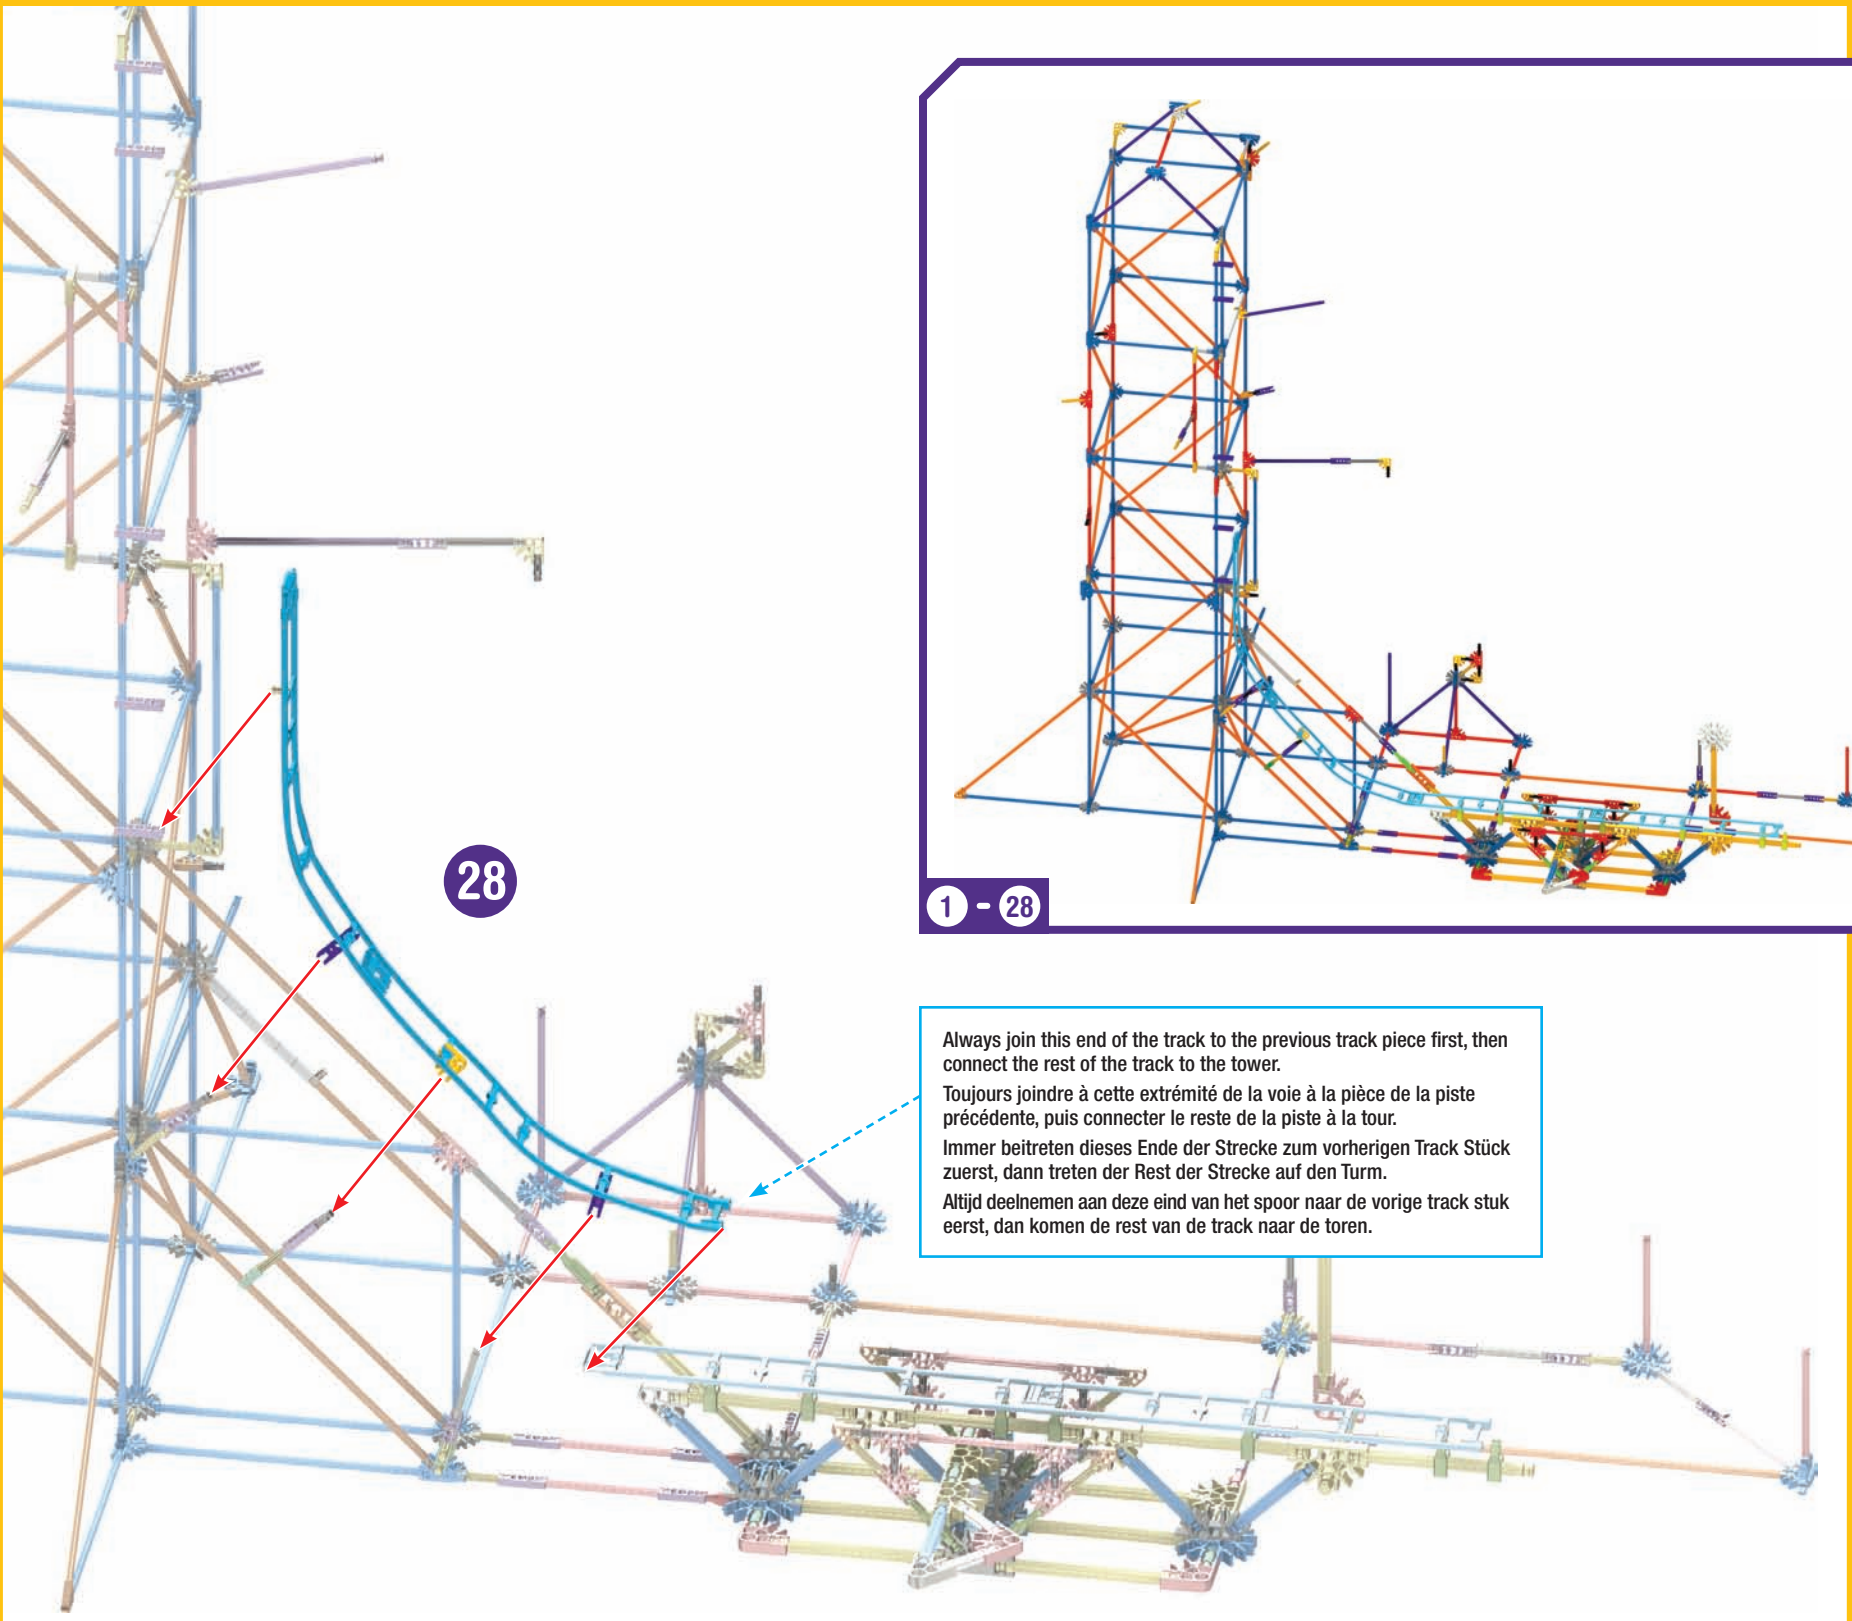 28
1 - 28
Always join this end of the track to the previous track piece first, then
connect the rest of the track to the tower.
Toujours joindre à cette extrémité de la voie à la pièce de la piste
précédente, puis connecter le reste de la piste à la tour.
Immer beitreten dieses Ende der Strecke zum vorherigen Track Stück
zuerst, dann treten der Rest der Strecke auf den Turm.
Altijd deelnemen aan deze eind van het spoor naar de vorige track stuk
eerst, dan komen de rest van de track naar de toren.